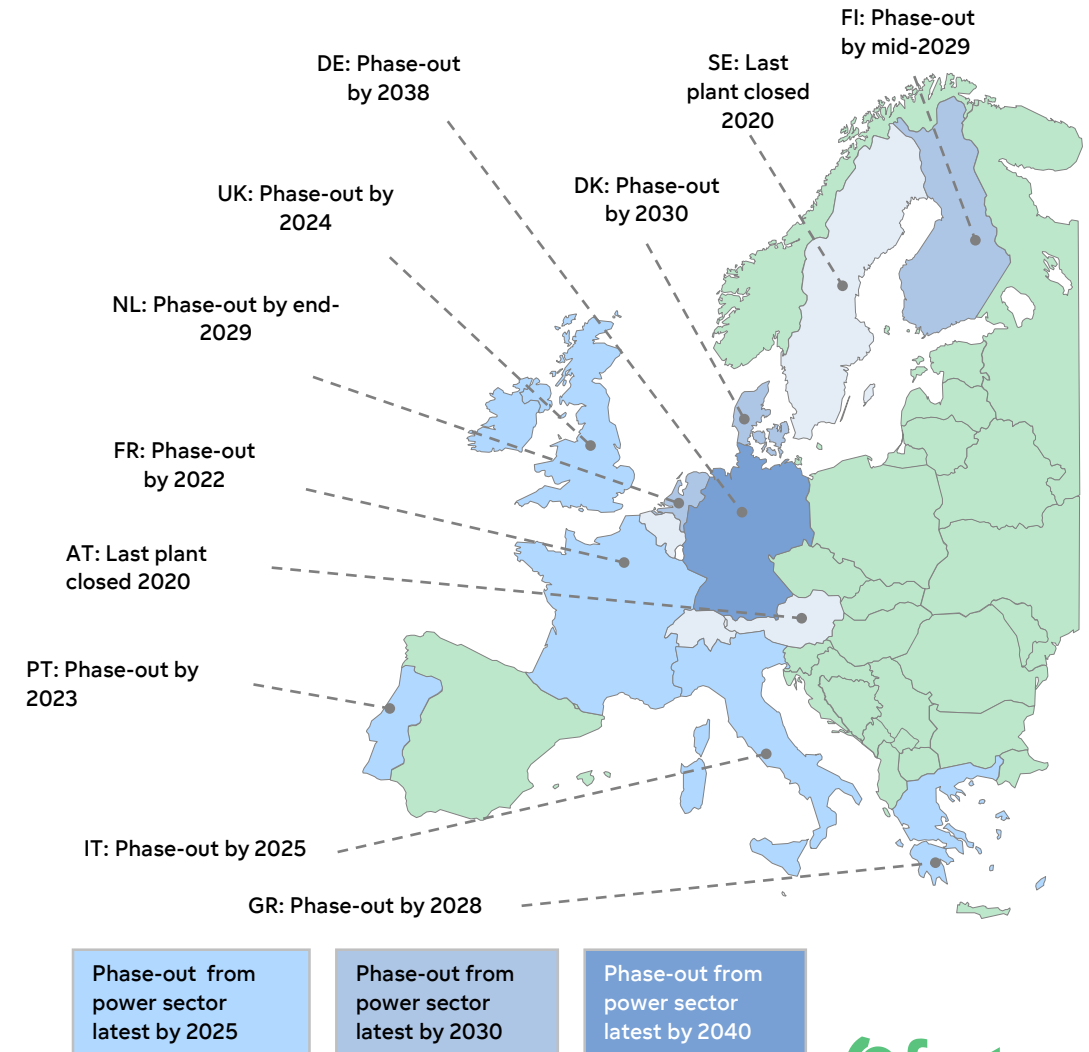 FI: Phase-out
by mid-2029
DE: Phase-out
by 2038
SE: Last
plant closed
2020
UK: Phase-out by
2024
DK: Phase-out
by 2030
NL: Phase-out by end-
2029
FR: Phase-out
by 2022
AT: Last plant
closed 2020
PT: Phase-out by
2023
IT: Phase-out by 2025
GR: Phase-out by 2028
Phase-out from
power sector
latest by 2025
Phase-out from
power sector
latest by 2030
Phase-out from
power sector
latest by 2040